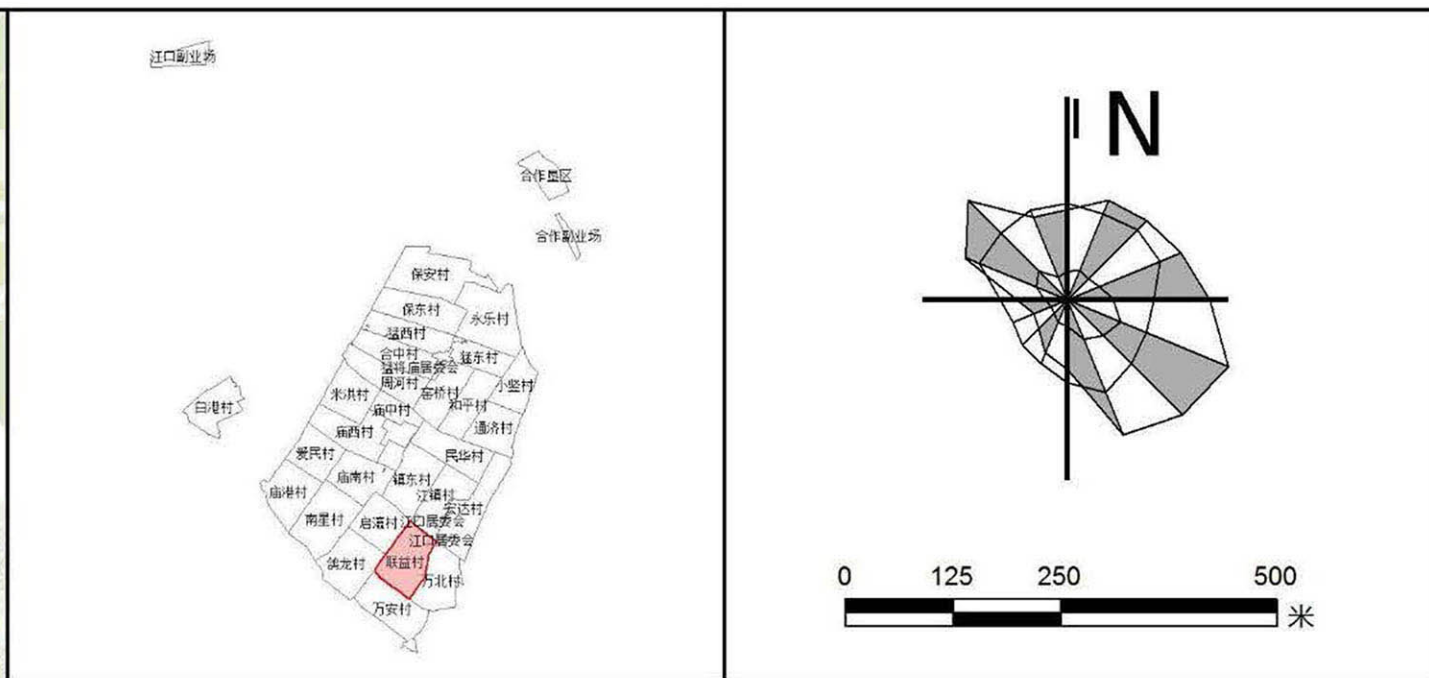 江口副业场
合作垦区
合作副业场
保安村
保东村
永乐村
猛西村
合中村
猛东村
猛将庙居委会
周河村
小竖村
米洪村
窑桥村
庙中村
和平村
白港村
通济村
庙西村
爱民村
民华村
庙南村
镇东村
庙港村
江镇村
宏达村
南星村
启瀛村
江口居委会
江口居委会
鸽龙村
联益村
万北村
万安村
N
0 125 250 500
米